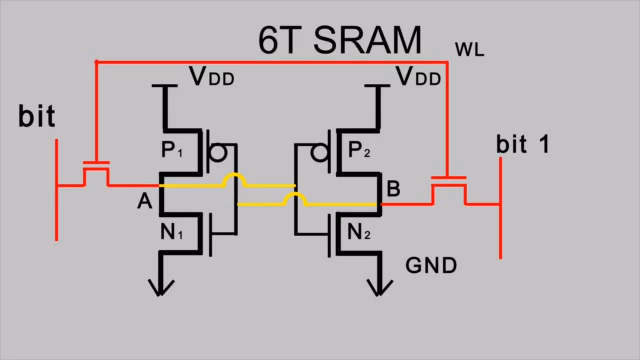 6T SRAM
WL
VDD
VDD
bit
P1
P2
bit 1
A
B
N1
N2
GND